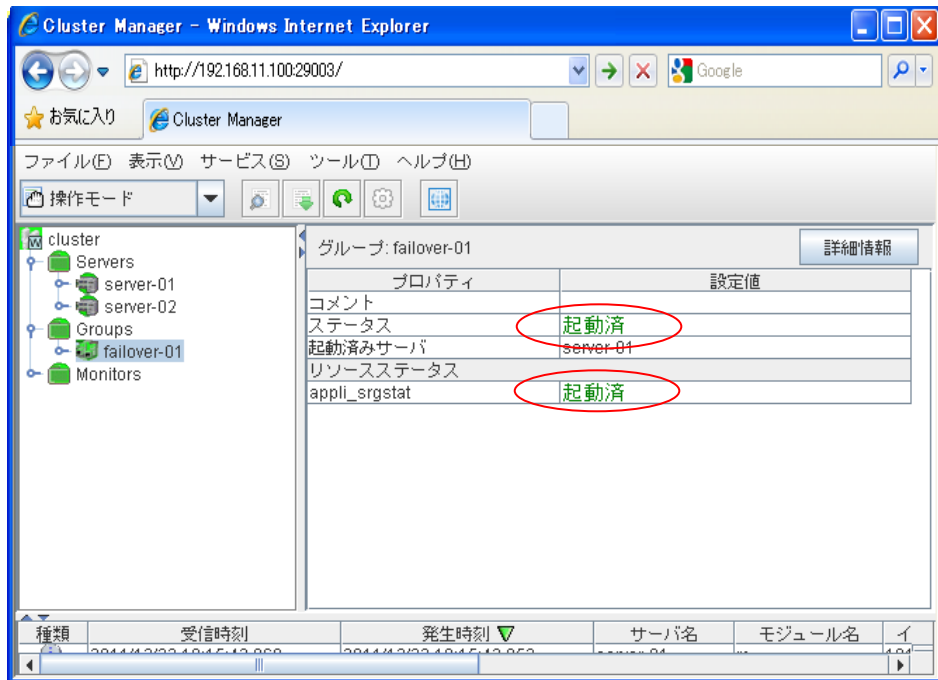 Cluster Manager - Windows Internet Explorer
http://192.168.11.100:29003/
Google
お気に入り
Cluster Manager
ファイル(F) 表示(V) サービス(S) ツール(T) ヘルプ(H)
操作モード
cluster
Servers
server-01
server-02
Groups
failover-01
Monitors
グループ: failover-01
詳細情報
プロパティ 設定値
コメント
ステータス 起動済
起動済みサーバ server-01
リソースステータス
appli_srgstat 起動済
種類 受信時刻 発生時刻 サーバ名 モジュール名 イ